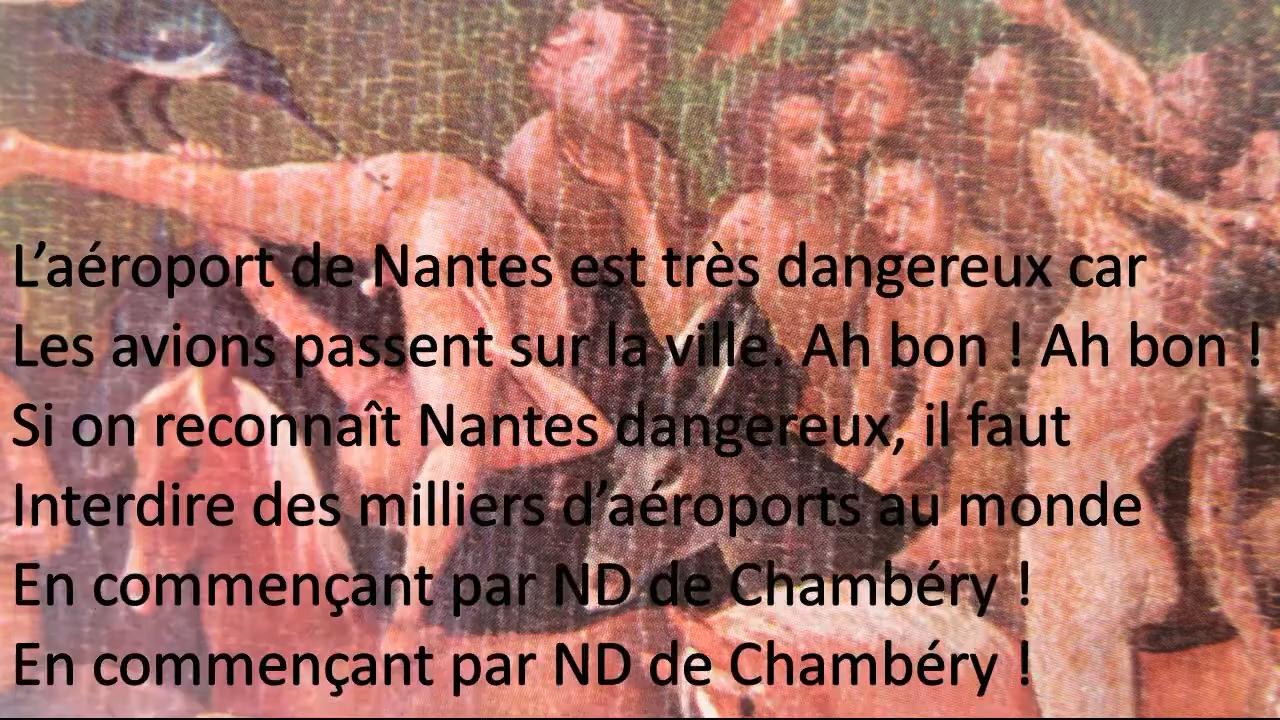 L’aéroport de Nantes est très dangereux car
Les avions passent sur la ville. Ah bon ! Ah bon !
Si on reconnaît Nantes dangereux, il faut
Interdire des milliers d’aéroports au monde
En commençant par ND de Chambéry !
En commençant par ND de Chambéry !